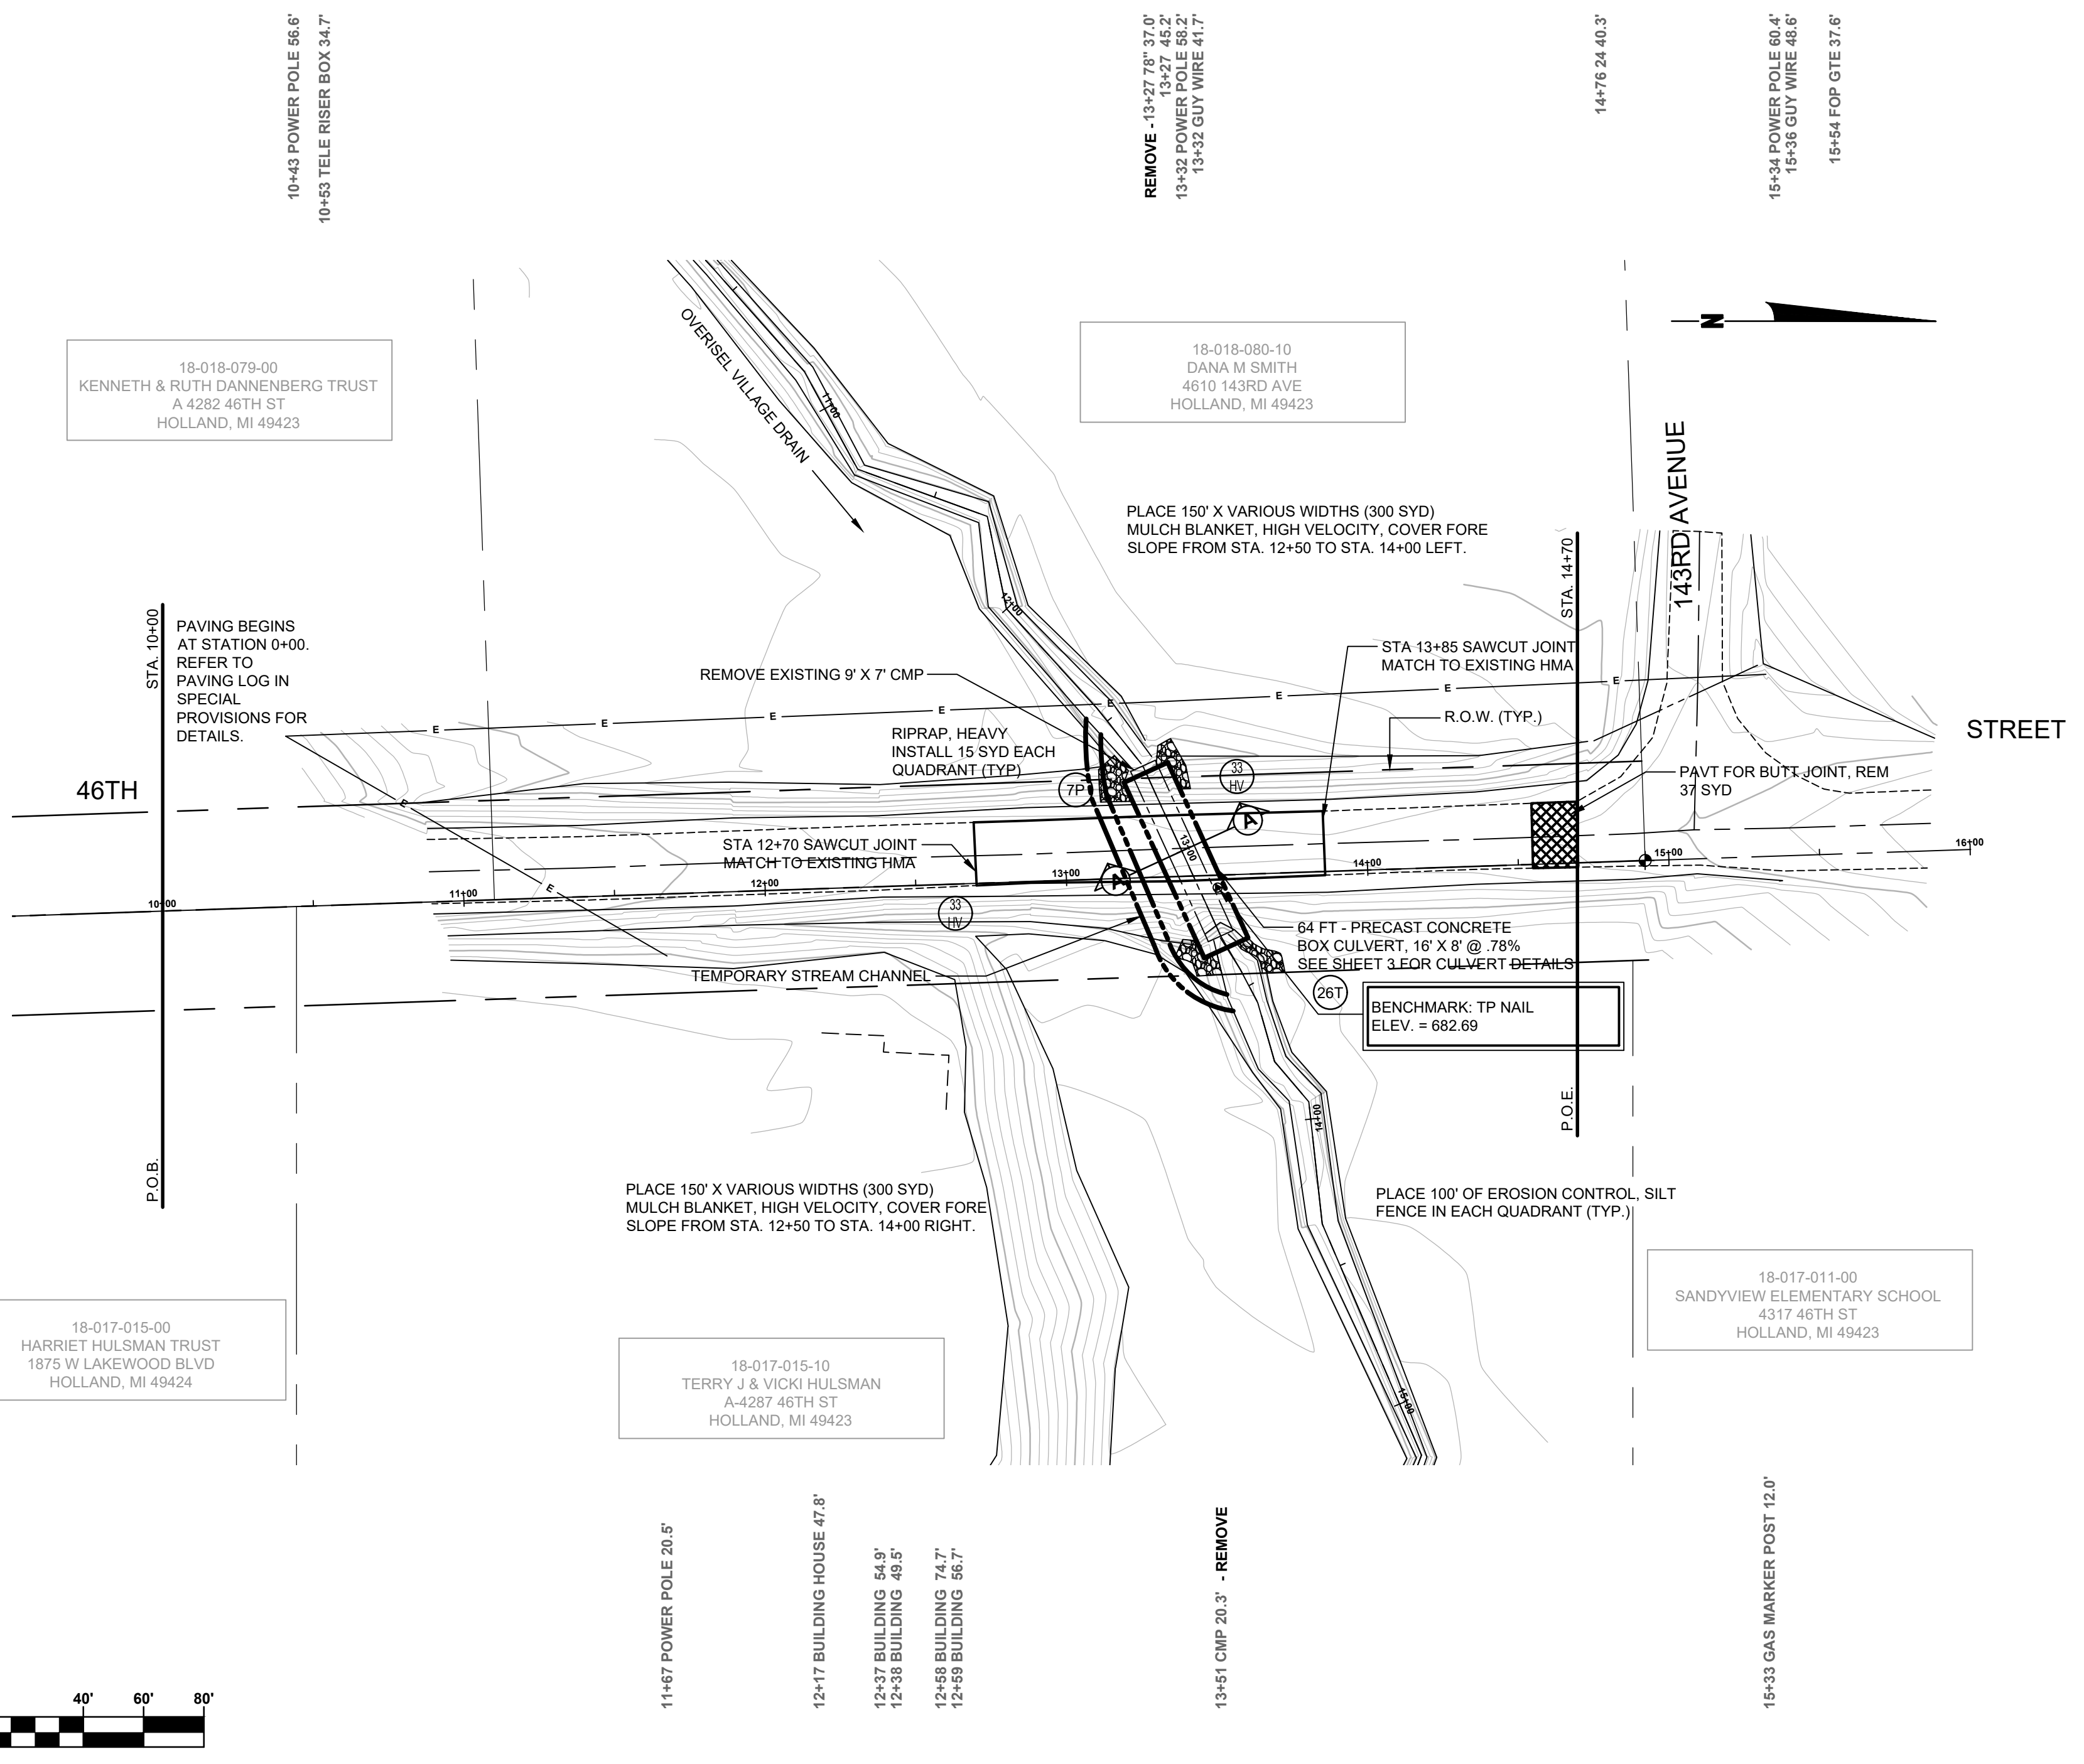 10+43 POWER POLE 56.6'
10+53 TELE RISER BOX 34.7'
REMOVE - 13+27 78" 37.0'
13+27 45.2'
13+32 POWER POLE 58.2'
13+32 GUY WIRE 41.7'
14+76 24 40.3'
15+34 POWER POLE 60.4'
15+36 GUY WIRE 48.6'
15+54 FOP GTE 37.6'
N
18-018-079-00
KENNETH & RUTH DANNENBERG TRUST
A 4282 46TH ST
HOLLAND, MI 49423
OVERISEL VILLAGE DRAIN
11+00
18-018-080-10
DANA M SMITH
4610 143RD AVE
HOLLAND, MI 49423
PLACE 150' X VARIOUS WIDTHS (300 SYD)
MULCH BLANKET, HIGH VELOCITY, COVER FORE
SLOPE FROM STA. 12+50 TO STA. 14+00 LEFT.
143RD AVENUE
STA. 14+70
12+00
STA. 10+00
PAVING BEGINS
AT STATION 0+00.
REFER TO
PAVING LOG IN
SPECIAL
PROVISIONS FOR
DETAILS.
REMOVE EXISTING 9' X 7' CMP
STA 13+85 SAWCUT JOINT
MATCH TO EXISTING HMA
E
E
E
E
E
E
E
E
R.O.W. (TYP.)
RIPRAP, HEAVY
INSTALL 15 SYD EACH
QUADRANT (TYP)
STREET
46TH
7P
33
HV
PAVT FOR BUTT JOINT, REM
37 SYD
E
E
A
STA 12+70 SAWCUT JOINT
MATCH TO EXISTING HMA
13+00
A
10+00
11+00
12+00
13+00
14+00
15+00
16+00
33
HV
64 FT - PRECAST CONCRETE
BOX CULVERT, 16' X 8' @ .78%
SEE SHEET 3 FOR CULVERT DETAILS
TEMPORARY STREAM CHANNEL
26T
BENCHMARK: TP NAIL
ELEV. = 682.69
14+00
P.O.E.
P.O.B.
PLACE 150' X VARIOUS WIDTHS (300 SYD)
MULCH BLANKET, HIGH VELOCITY, COVER FORE
SLOPE FROM STA. 12+50 TO STA. 14+00 RIGHT.
PLACE 100' OF EROSION CONTROL, SILT
FENCE IN EACH QUADRANT (TYP.)
18-017-015-00
HARRIET HULSMAN TRUST
1875 W LAKEWOOD BLVD
HOLLAND, MI 49424
18-017-015-10
TERRY J & VICKI HULSMAN
A-4287 46TH ST
HOLLAND, MI 49423
15+00
18-017-011-00
SANDYVIEW ELEMENTARY SCHOOL
4317 46TH ST
HOLLAND, MI 49423
11+67 POWER POLE 20.5'
12+17 BUILDING HOUSE 47.8'
12+37 BUILDING 54.9'
12+38 BUILDING 49.5'
12+58 BUILDING 74.7'
12+59 BUILDING 56.7'
13+51 CMP 20.3' - REMOVE
15+33 GAS MARKER POST 12.0'
40' 60' 80'